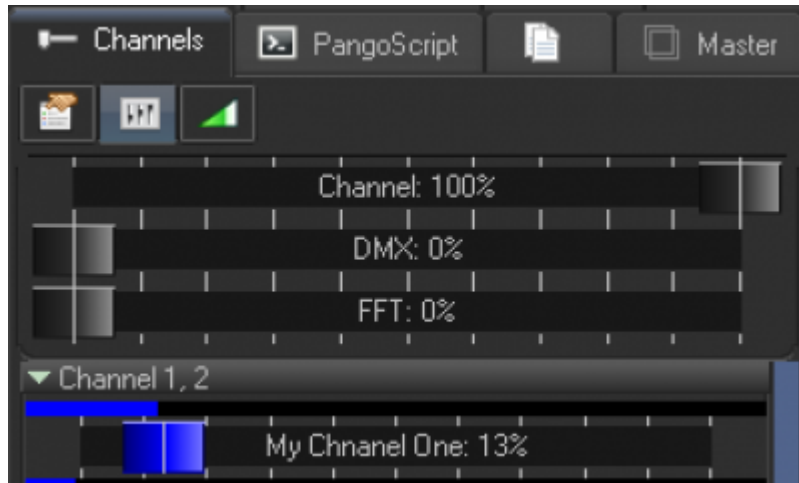 Channels PangoScript Master
Channel: 100%
DMX: 0%
FFT: 0%
Channel 1, 2
My Chnanel One: 13%